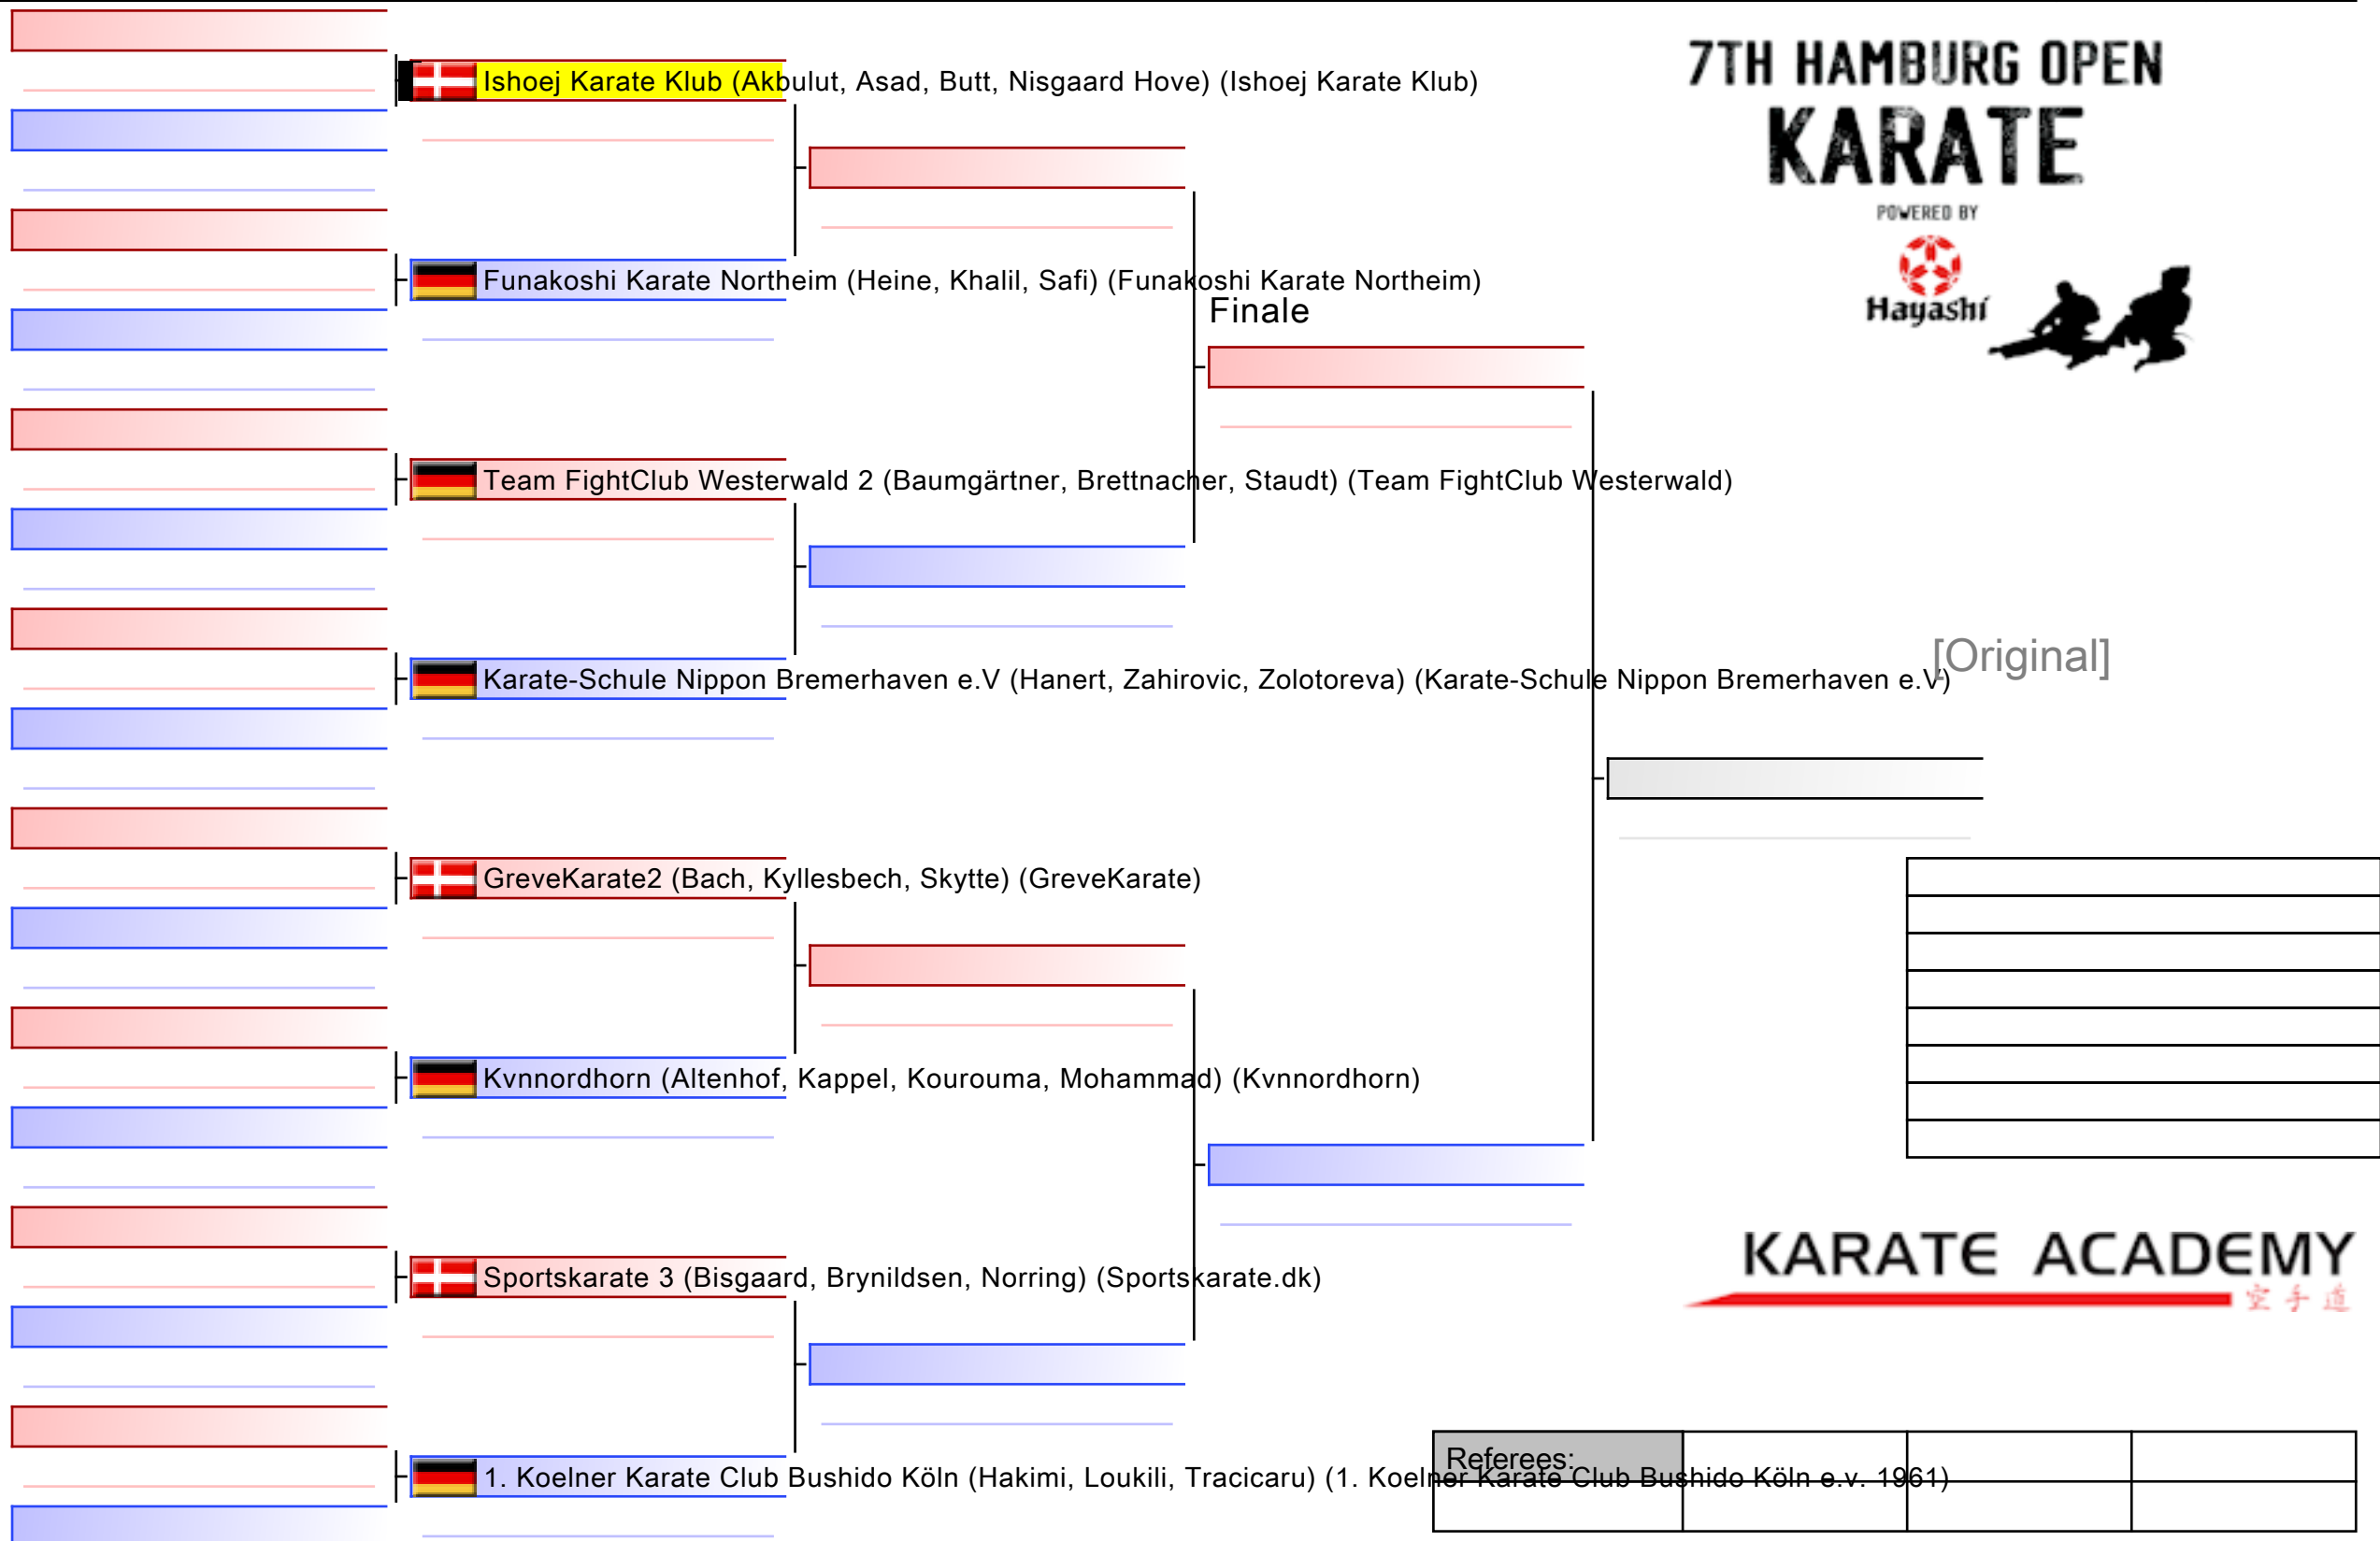 7TH HAMBURG OPEN
KARATE
POWERED BY
Hayashi
Ishoej Karate Klub (Akbulut, Asad, Butt, Nisgaard Hove) (Ishoej Karate Klub)
Funakoshi Karate Northeim (Heine, Khalil, Safi) (Funakoshi Karate Northeim)
Finale
Team FightClub Westerwald 2 (Baumgärtner, Brettnacher, Staudt) (Team FightClub Westerwald)
[Original]
Karate-Schule Nippon Bremerhaven e.V (Hanert, Zahirovic, Zolotoreva) (Karate-Schule Nippon Bremerhaven e.V)
GreveKarate2 (Bach, Kyllesbech, Skytte) (GreveKarate)
Kvnnordhorn (Altenhof, Kappel, Kourouma, Mohammad) (Kvnnordhorn)
KARATE ACADEMY
空手道
Sportskarate 3 (Bisgaard, Brynildsen, Norring) (Sportskarate.dk)
Referees:
1. Koelner Karate Club Bushido Köln (Hakimi, Loukili, Tracicaru) (1. Koelner Karate Club Bushido Köln e.v. 1961)